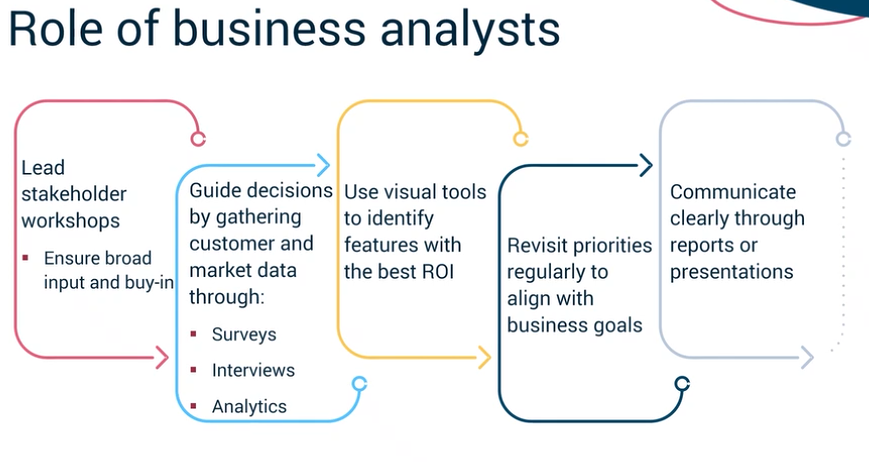 Role of business analysts
Lead
stakeholder
workshops
Ensure broad
input and buy-in
Guide decisions
by gathering
customer and
market data
through:
Surveys
Interviews
Analytics
Use visual tools
to identify
features with
the best ROI
Revisit priorities
regularly to
align with
business goals
Communicate
clearly through
reports or
presentations